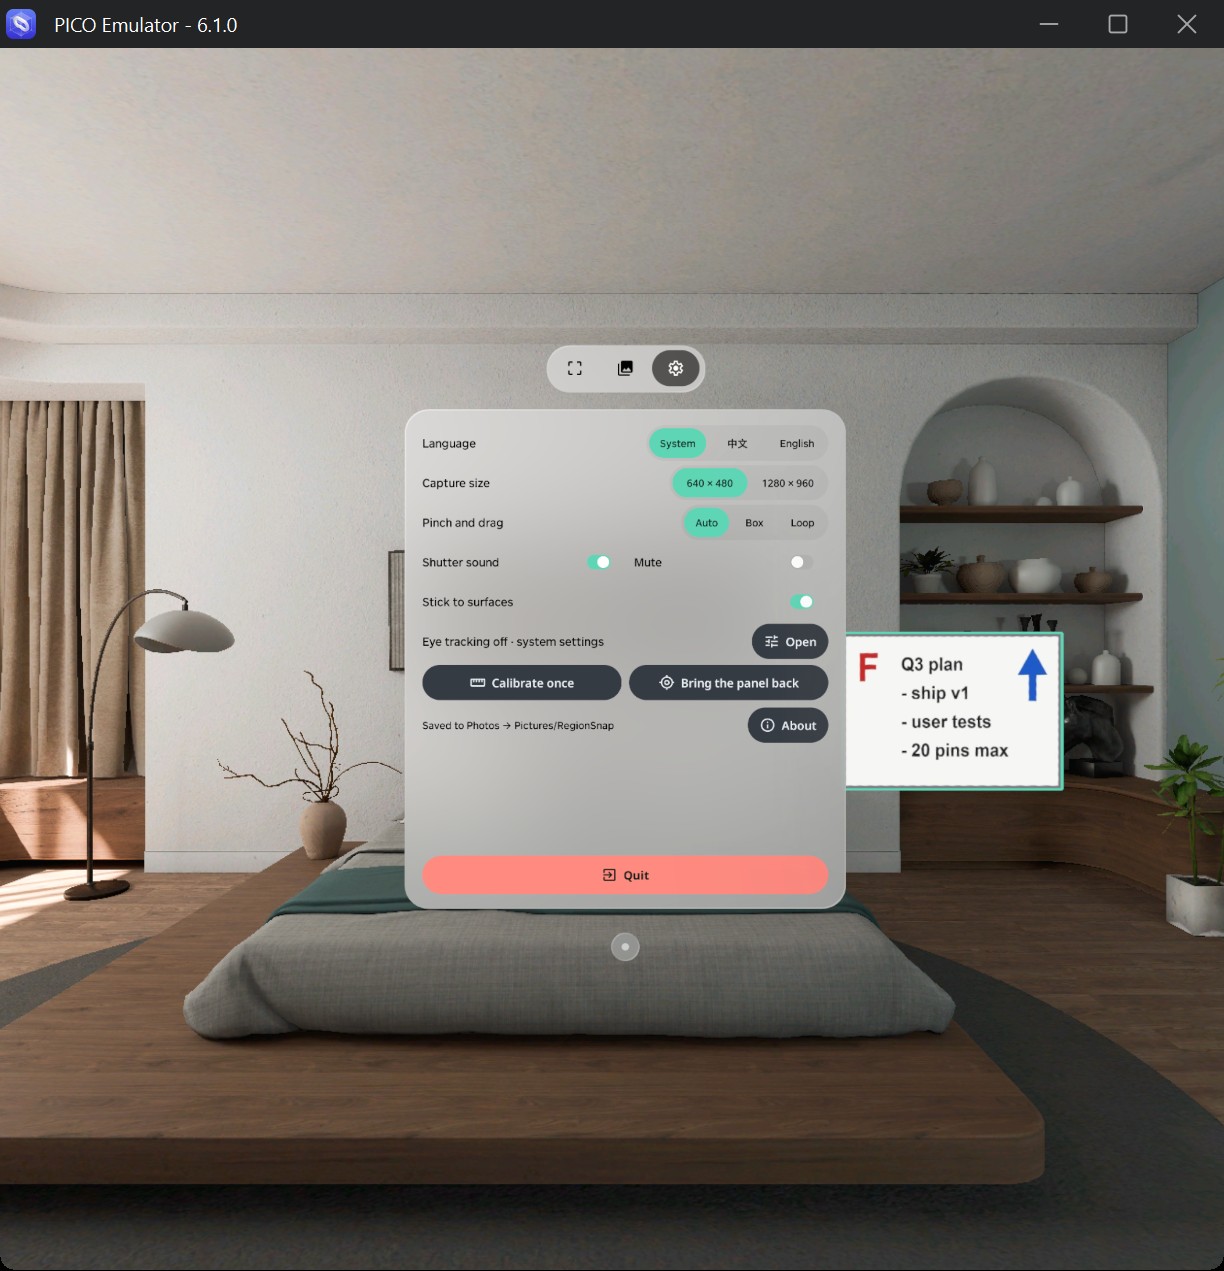 PICO Emulator - 6.1.0
Language System 中文 English
Capture size 640 × 480 1280 × 960
Pinch and drag Auto Box Loop
Shutter sound Mute
Stick to surfaces
Eye tracking off · system settings Open
Calibrate once Bring the panel back
Saved to Photos → Pictures/RegionSnap About
Quit
F Q3 plan
- ship v1
- user tests
- 20 pins max